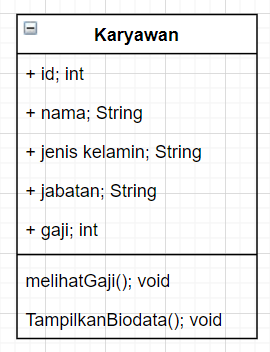 Karyawan
+ id; int
+ nama; String
+ jenis kelamin; String
+ jabatan; String
+ gaji; int
melihatGaji(); void
TampilkanBiodata(); void